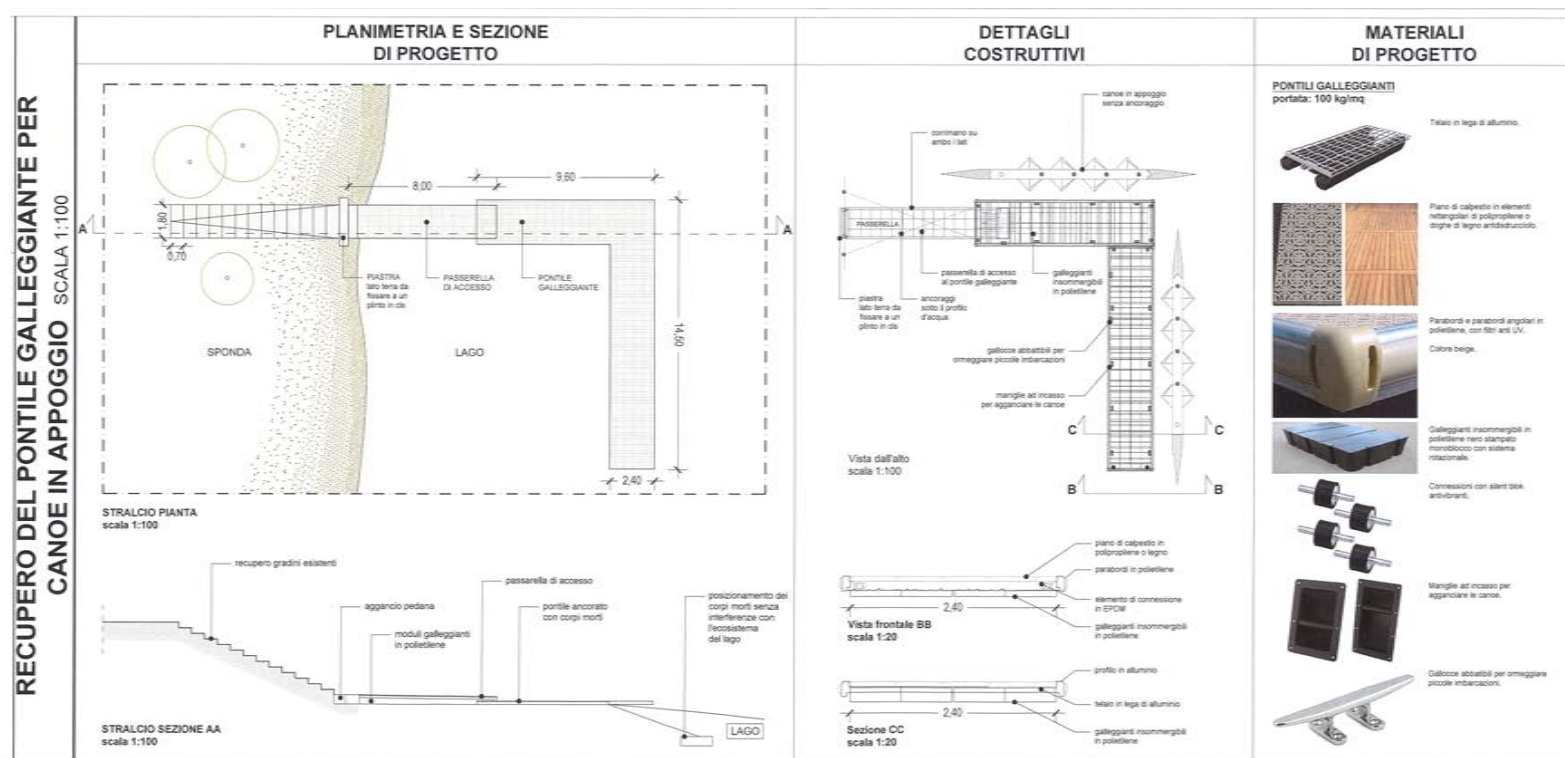 RECUPERO DEL PONTILE GALLEGGIANTE PER
CANOE IN APPOGGIO SCALA 1:100
PLANIMETRIA E SEZIONE
DI PROGETTO
A
A
8,00
9,60
1,80
0,70
14,50
2,40
PIASTRA
lato terra da
fissare a un
plinto in cls
PASSERELLA
DI ACCESSO
PONTILE
GALLEGGIANTE
SPONDA
LAGO
STRALCIO PIANTA
scala 1:100
recupero gradini esistenti
aggancio pedana
moduli galleggianti
in polietilene
passarella di accesso
pontile ancorato
con corpi morti
posizionamento dei
corpi morti senza
interferenze con
l'ecosistema
del lago
LAGO
STRALCIO SEZIONE AA
scala 1:100
DETTAGLI
COSTRUTTIVI
canoe in appoggio
senza ancoraggio
corrimano su
ambo i lati
PASSERELLA
passerella di accesso
al pontile galleggiante
galleggianti
insommergibili
in polietilene
piastra
lato terra da
fissare a un
plinto in cls
ancoraggi
sotto il profilo
d'acqua
gallocce abbattibili per
ormeggiare piccole imbarcazioni
maniglie ad incasso
per agganciare le canoe
C
C
B
B
Vista dall'alto
scala 1:100
piano di calpestio in
polipropilene o legno
parabordi in polietilene
elemento di connessione
in EPDM
galleggianti insommergibili
in polietilene
2,40
Vista frontale BB
scala 1:20
profilo in alluminio
telaio in lega di alluminio
galleggianti insommergibili
in polietilene
2,40
Sezione CC
scala 1:20
MATERIALI
DI PROGETTO
PONTILI GALLEGGIANTI
portata: 100 kg/mq
Telaio in lega di alluminio.
Piano di calpestio in elementi
rettangolari di polipropilene o
doghe di legno antidrucciolo.
Parabordi e parabordi angolari in
polietilene, con filtri anti UV.
Colore beige.
Galleggianti insommergibili in
polietilene nero stampato
monoblocco con sistema
rotazionale.
Connessioni con silent blok
antivibranti.
Maniglie ad incasso per
agganciare le canoe.
Gallocce abbatibili per ormeggiare
piccole imbarcazioni.